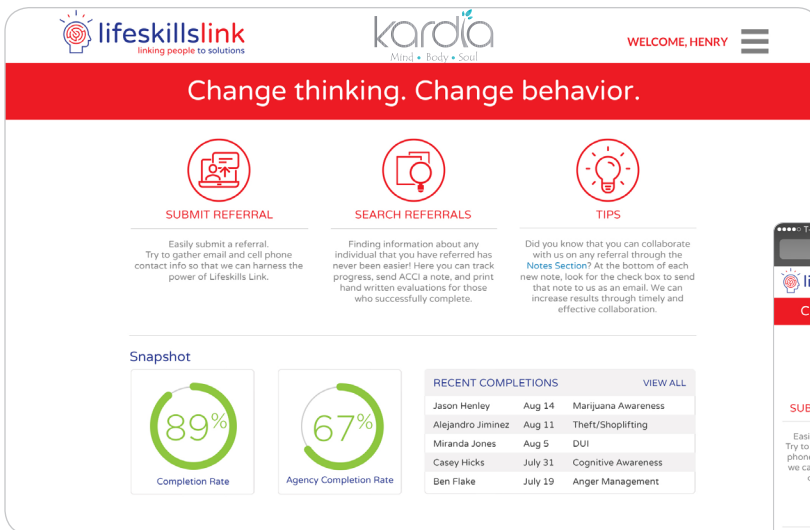 lifeskillslink
linking people to solutions
kardia
Mind • Body • Soul
WELCOME, HENRY
Change thinking. Change behavior.
SUBMIT REFERRAL
Easily submit a referral.
Try to gather email and cell phone
contact info so that we can harness the
power of Lifeskills Link.
SEARCH REFERRALS
Finding information about any
individual that you have referred has
never been easier! Here you can track
progress, send ACCI a note, and print
hand written evaluations for those
who successfully complete.
TIPS
Did you know that you can collaborate
with us on any referral through the
Notes Section? At the bottom of each
new note, look for the check box to send
that note to us as an email. We can
increase results through timely and
effective collaboration.
Snapshot
89%
Completion Rate
67%
Agency Completion Rate
RECENT COMPLETIONS VIEW ALL
Jason Henley Aug 14 Marijuana Awareness
Alejandro Jiminez Aug 11 Theft/Shoplifting
Miranda Jones Aug 5 DUI
Casey Hicks July 31 Cognitive Awareness
Ben Flake July 19 Anger Management